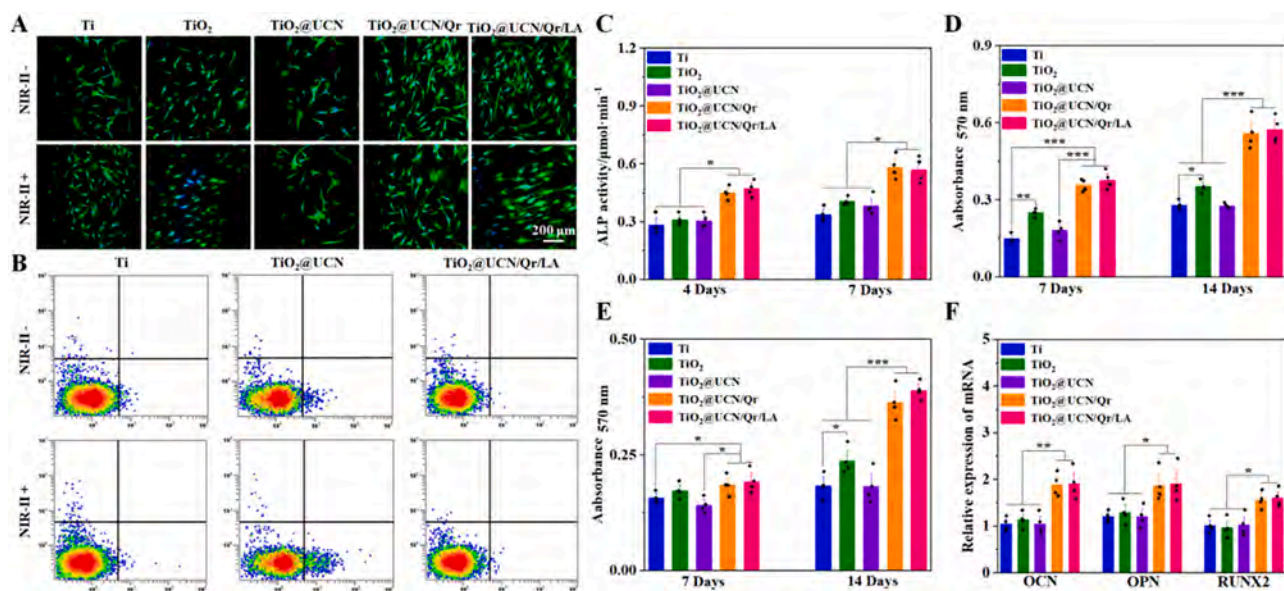 A
Ti
TiO₂
TiO₂@UCN
TiO₂@UCN/Qr
TiO₂@UCN/Qr/LA
NIR-II -
NIR-II +
200 μm
B
Ti
TiO₂@UCN
TiO₂@UCN/Qr/LA
NIR-II -
NIR-II +
C
ALP activity/μmol·min⁻¹
1.2
0.9
0.6
0.3
0.0
Ti
TiO₂
TiO₂@UCN
TiO₂@UCN/Qr
TiO₂@UCN/Qr/LA
*
*
4 Days
7 Days
D
Aabsorbance 570 nm
0.9
0.6
0.3
0.0
Ti
TiO₂
TiO₂@UCN
TiO₂@UCN/Qr
TiO₂@UCN/Qr/LA
***
***
***
**
*
7 Days
14 Days
E
Aabsorbance 570 nm
0.50
0.25
0.00
Ti
TiO₂
TiO₂@UCN
TiO₂@UCN/Qr
TiO₂@UCN/Qr/LA
***
*
*
*
7 Days
14 Days
F
Relative expression of mRNA
5
4
3
2
1
0
Ti
TiO₂
TiO₂@UCN
TiO₂@UCN/Qr
TiO₂@UCN/Qr/LA
**
*
*
OCN
OPN
RUNX2